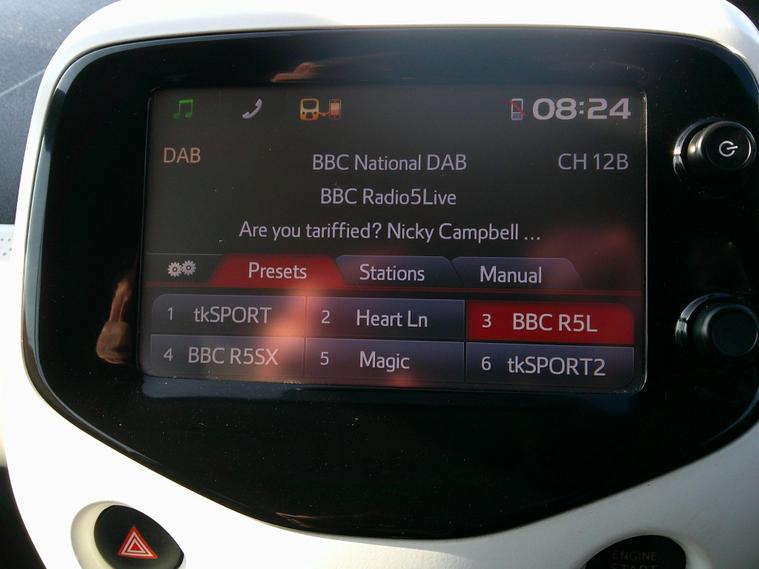 08:24
DAB BBC National DAB CH 12B
BBC Radio5Live
Are you tariffied? Nicky Campbell ...
Presets Stations Manual
1 tkSPORT 2 Heart Ln 3 BBC R5L
4 BBC R5SX 5 Magic 6 tkSPORT2
ENGINE
START